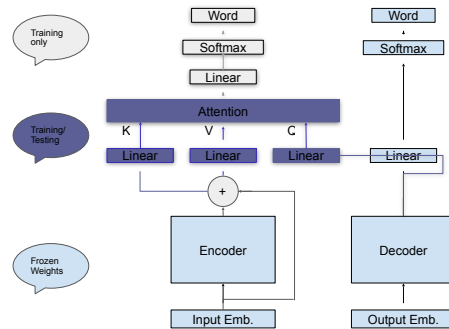 Training
only
Word
Softmax
Linear
Word
Softmax
Training/
Testing
Attention
K
V
Q
Linear
Linear
Linear
Linear
+
Frozen
Weights
Encoder
Decoder
Input Emb.
Output Emb.